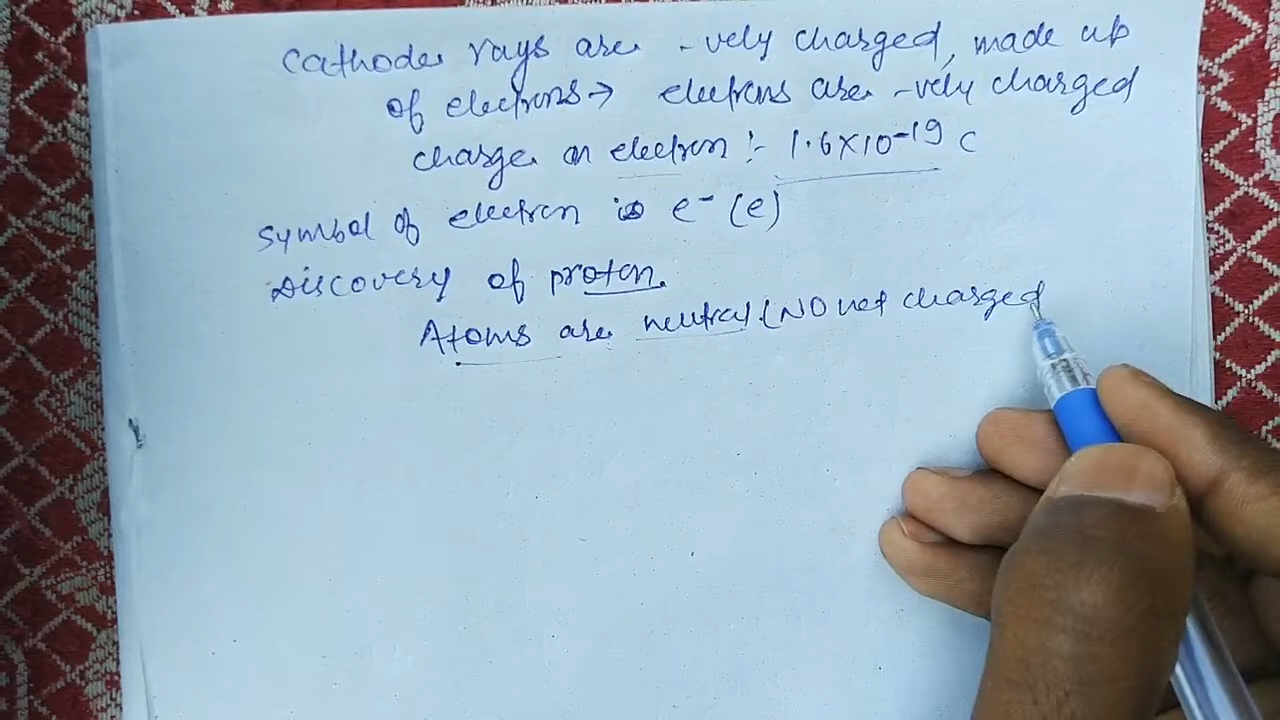 Cathode rays are -vely charged, made up
of electrons → electrons are -vely charged
charge on electron :- 1.6×10-19 C
Symbol of electron is e- (e)
Discovery of proton.
Atoms are neutral (NO net charged